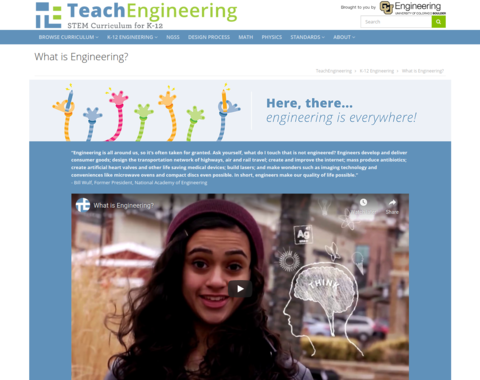 TeachEngineering
STEM Curriculum for K-12
Brought to you by
Engineering
UNIVERSITY OF COLORADO BOULDER
Search
BROWSE CURRICULUM
K-12 ENGINEERING
NGSS
DESIGN PROCESS
MATH
PHYSICS
STANDARDS
ABOUT
What is Engineering?
TeachEngineering
K-12 Engineering
What is Engineering?
Here, there...
engineering is everywhere!
"Engineering is all around us, so it's often taken for granted. Ask yourself, what do I touch that is not engineered? Engineers develop and deliver
consumer goods; design the transportation network of highways, air and rail travel; create and improve the Internet; mass produce antibiotics;
create artificial heart valves and other life saving medical devices; build lasers; and make wonders such as imaging technology and
conveniences like microwave ovens and compact discs even possible. In short, engineers make our quality of life possible."
- Bill Wulf, Former President, National Academy of Engineering
What is Engineering?
Share
Ag
THINK